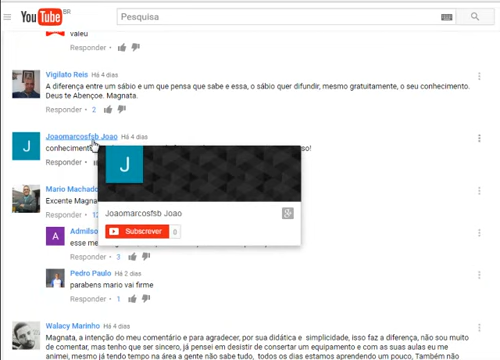 YouTube BR
Pesquisa
valeu
Responder •
Vigilato Reis Há 4 dias
A diferença entre um sábio e um que pensa que sabe e essa, o sábio quer difundir, mesmo gratuitamente, o seu conhecimento.
Deus te Abençoe. Magnata.
Responder • 2
J Joaomarcosfsb Joao Há 4 dias
conhecimento so!
Responder •
J
Joaomarcosfsb Joao
Subscrever 0
Mario Machado
Excente Magna
Responder • 1
A Admilso
esse me
Responder • 3
Pedro Paulo Há 2 dias
parabens mario vai firme
Responder • 1
Walacy Marinho Há 4 dias
Magnata, a intenção do meu comentário e para agradecer, por sua didática e simplicidade, isso faz a diferença, não sou muito
de comentar, mas tenho que ser sincero, já pensei em desistir de consertar um equipamento e com as suas aulas eu me
animei, mesmo já tendo tempo na área a gente não sabe tudo, todos os dias estamos aprendendo um pouco, Também não